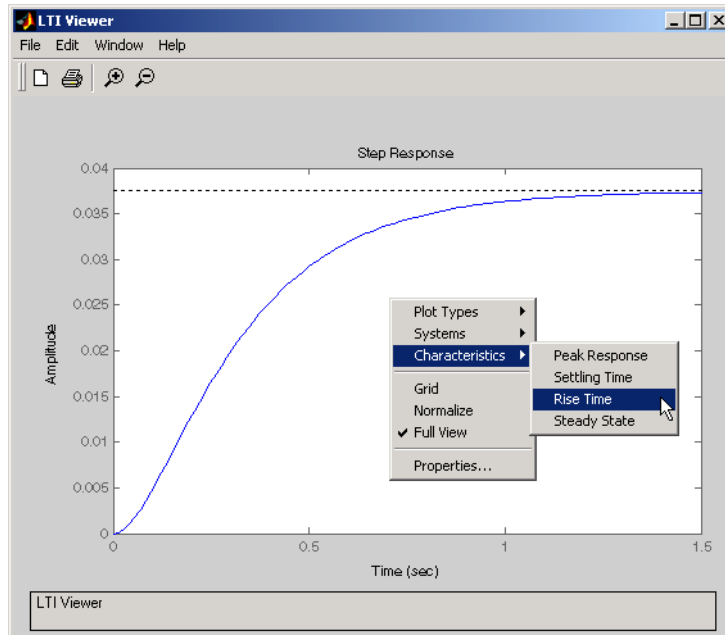 LTI Viewer
File Edit Window Help
Step Response
0.04
0.035
0.03
0.025
0.02
0.015
0.01
0.005
0
Amplitude
0 0.5 1 1.5
Time (sec)
Plot Types
Systems
Characteristics
Grid
Normalize
Full View
Properties...
Peak Response
Settling Time
Rise Time
Steady State
LTI Viewer